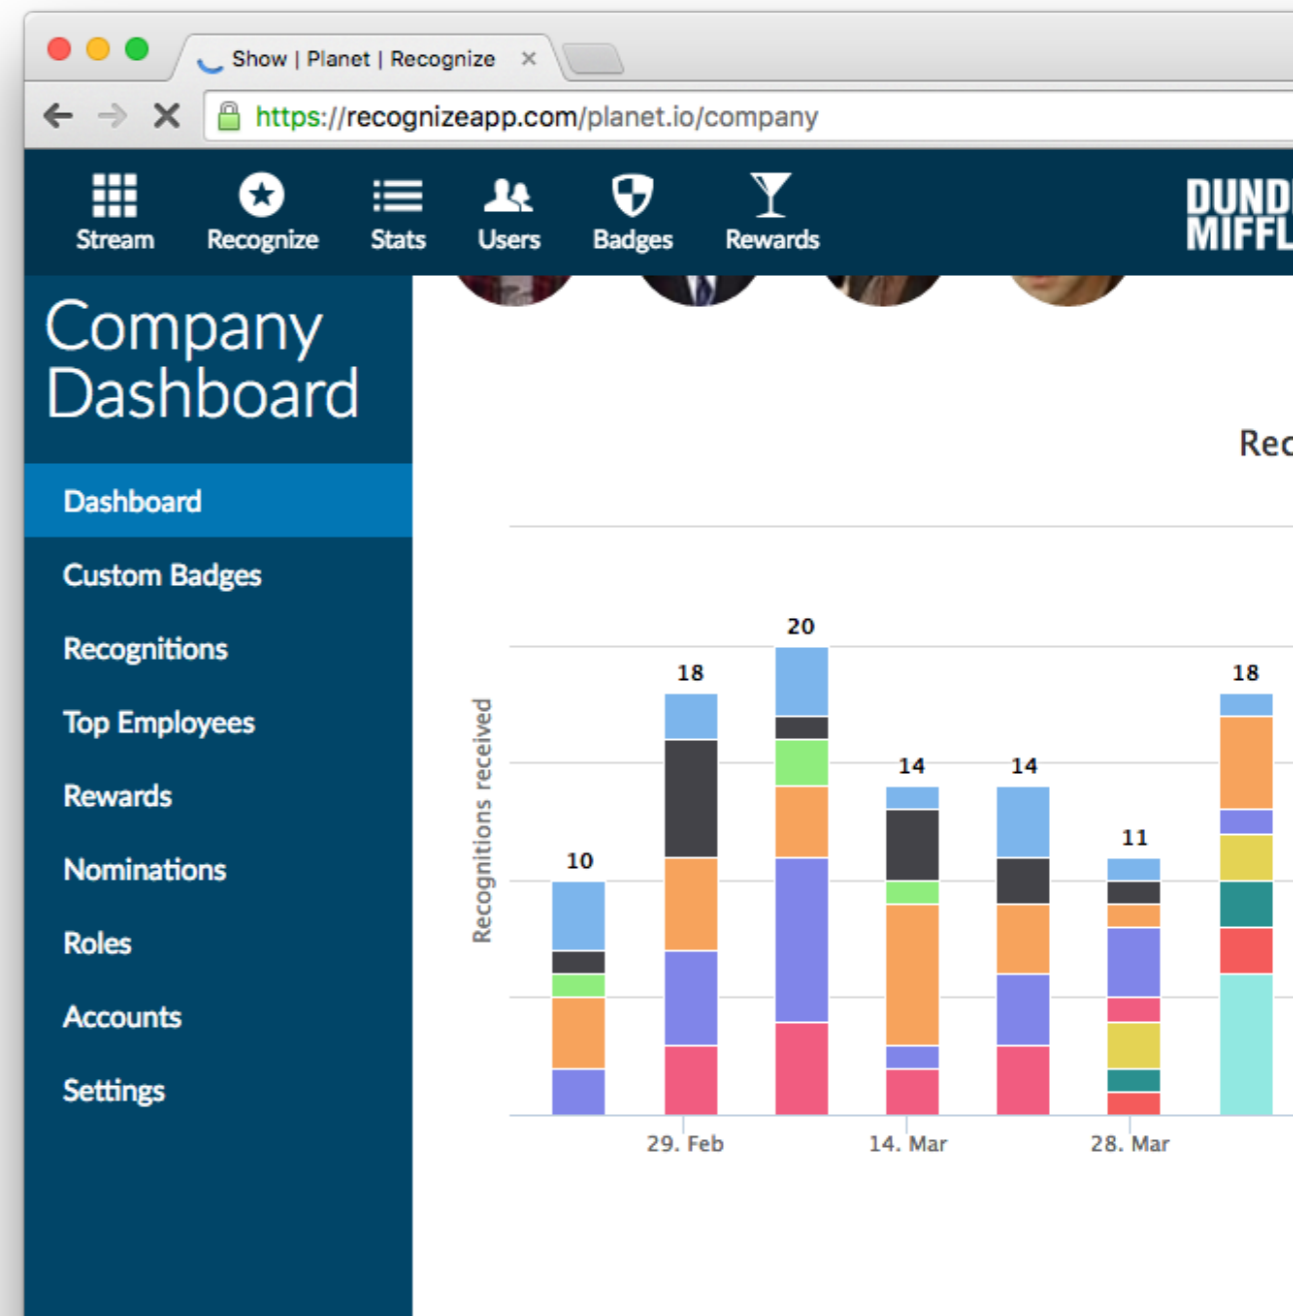 Show | Planet | Recognize
https://recognizeapp.com/planet.io/company
Stream Recognize Stats Users Badges Rewards
Company
Dashboard
Dashboard
Custom Badges
Recognitions
Top Employees
Rewards
Nominations
Roles
Accounts
Settings
Recognitions received
10
18
20
14
14
11
18
29. Feb
14. Mar
28. Mar